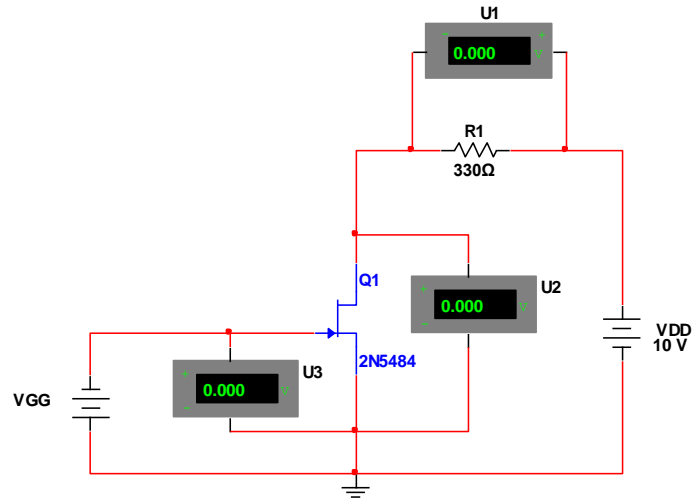 U1
0.000
V
R1
330Ω
Q1
0.000
V
U2
VDD
10 V
2N5484
U3
0.000
V
VGG